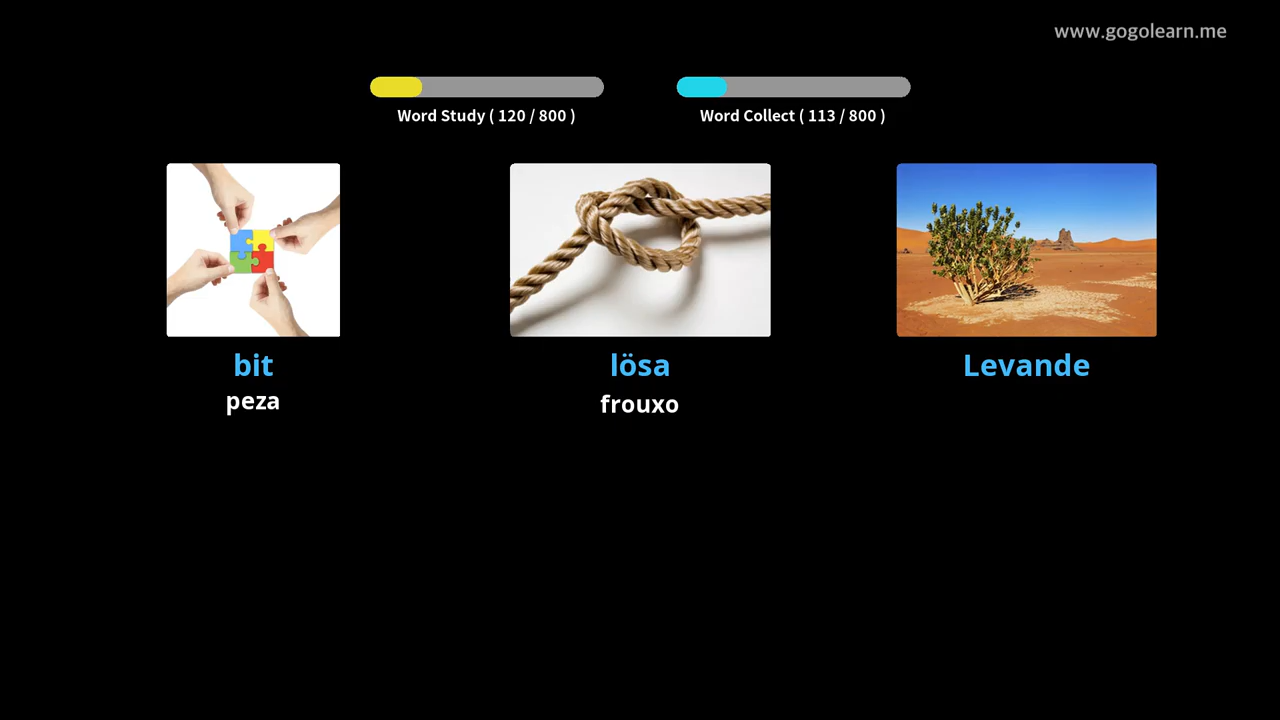 www.gogolearn.me
Word Study ( 120 / 800 )
Word Collect ( 113 / 800 )
bit
peza
lösa
frouxo
Levande